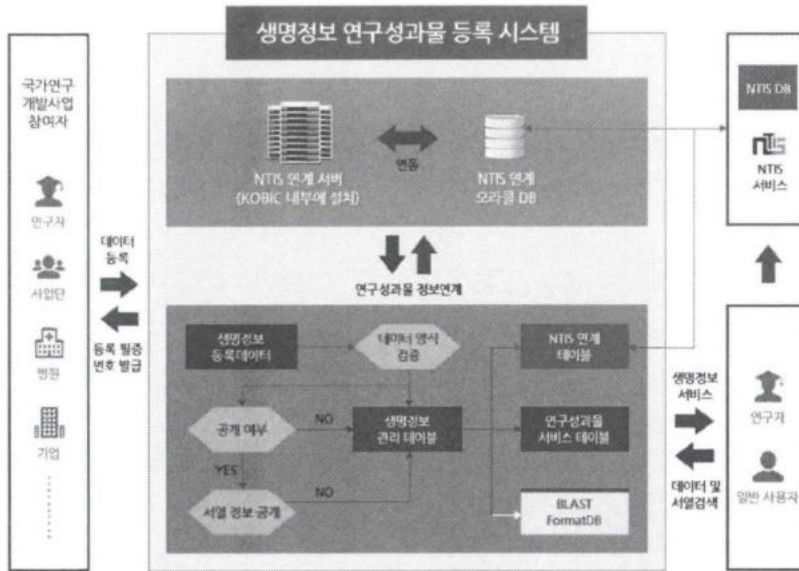 생명정보 연구성과물 등록 시스템
국가연구
개발사업
참여자
연구자
사업단
병원
기업
데이터
등록
등록 필증
번호 발급
NTIS 연계 서버
(KOBIC 내부에 설치)
연동
NTIS 연계
오라클 DB
연구성과물 정보연계
생명정보
등록데이터
데이터 양식
검증
NTIS 연계
테이블
공개 여부
NO
생명정보
관리 테이블
연구성과물
서비스 테이블
YES
서열 정보 공개
NO
BLAST
FormatDB
NTIS DB
NTIS
NTIS
서비스
생명정보
서비스
데이터 및
서열검색
연구자
일반 사용자